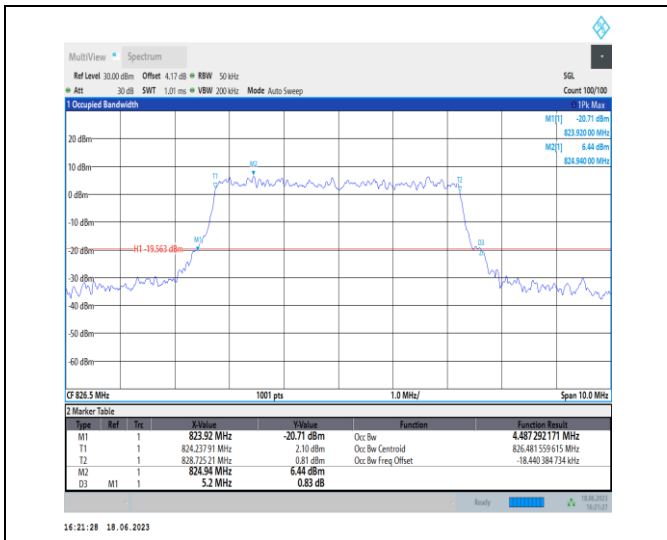 MultiView Spectrum
Ref Level 30.00 dBm Offset 4.17 dB RBW 50 kHz SGL
Att 30 dB SWT 1.01 ms VBW 200 kHz Mode Auto Sweep Count 100/100
1 Occupied Bandwidth 1Pk Max
M1[1] -20.71 dBm
823.920 00 MHz
M2[1] 6.44 dBm
824.940 00 MHz
20 dBm
10 dBm
M2
T1 T2
0 dBm
-10 dBm
M1 D3
-20 dBm H1 -19.563 dBm
-30 dBm
-40 dBm
-50 dBm
-60 dBm
CF 826.5 MHz 1001 pts 1.0 MHz/ Span 10.0 MHz
2 Marker Table
Type Ref Trc X-Value Y-Value Function Function Result
M1 1 823.92 MHz -20.71 dBm Occ Bw 4.487 292 171 MHz
T1 1 824.237 91 MHz 2.10 dBm Occ Bw Centroid 826.481 559 615 MHz
T2 1 828.725 21 MHz 0.81 dBm Occ Bw Freq Offset -18.440 384 734 kHz
M2 1 824.94 MHz 6.44 dBm
D3 M1 1 5.2 MHz 0.83 dB
Ready 18.06.2023
16:21:27
16:21:28 18.06.2023